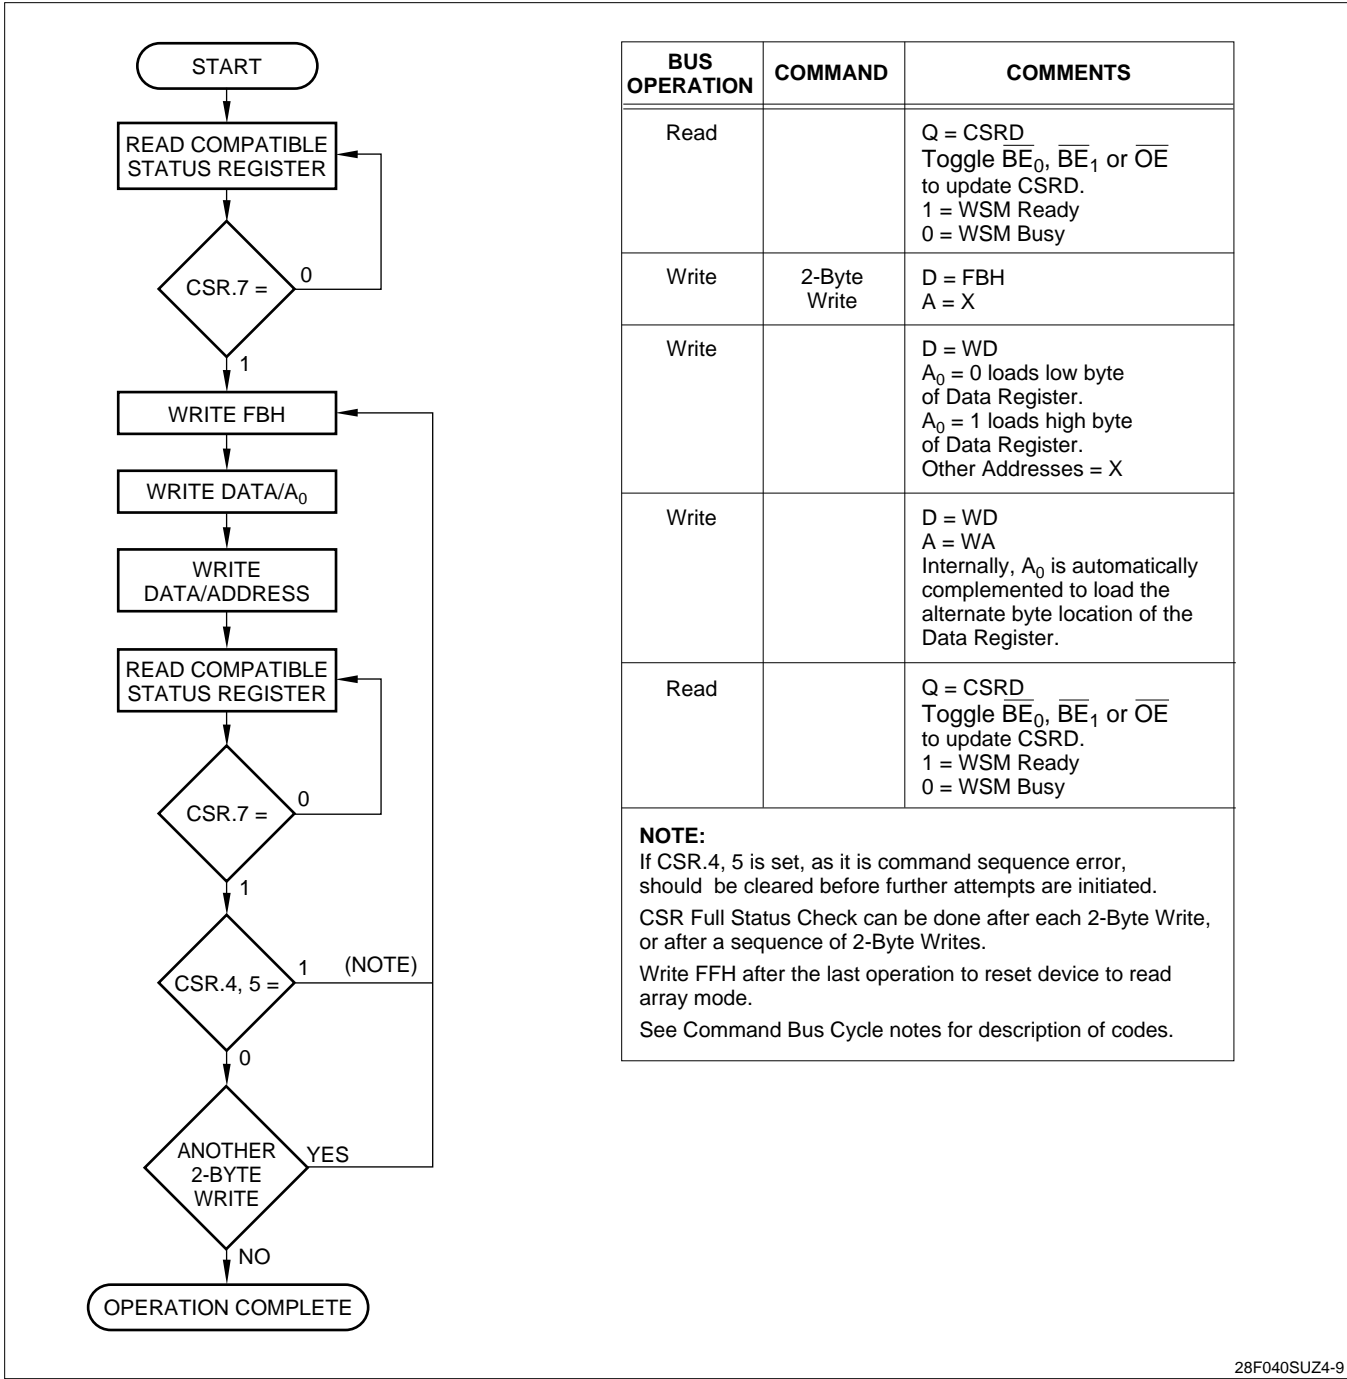 START
READ COMPATIBLE
STATUS REGISTER
CSR.7 =
0
1
WRITE FBH
WRITE DATA/A0
WRITE
DATA/ADDRESS
READ COMPATIBLE
STATUS REGISTER
CSR.7 =
0
1
CSR.4, 5 =
1
(NOTE)
0
ANOTHER
2-BYTE
WRITE
YES
NO
OPERATION COMPLETE
BUS
OPERATION
COMMAND
COMMENTS
Read
Q = CSRD
Toggle B̅E̅0, B̅E̅1 or O̅E̅
to update CSRD.
1 = WSM Ready
0 = WSM Busy
Write
2-Byte
Write
D = FBH
A = X
Write
D = WD
A0 = 0 loads low byte
of Data Register.
A0 = 1 loads high byte
of Data Register.
Other Addresses = X
Write
D = WD
A = WA
Internally, A0 is automatically
complemented to load the
alternate byte location of the
Data Register.
Read
Q = CSRD
Toggle B̅E̅0, B̅E̅1 or O̅E̅
to update CSRD.
1 = WSM Ready
0 = WSM Busy
NOTE:
If CSR.4, 5 is set, as it is command sequence error,
should be cleared before further attempts are initiated.
CSR Full Status Check can be done after each 2-Byte Write,
or after a sequence of 2-Byte Writes.
Write FFH after the last operation to reset device to read
array mode.
See Command Bus Cycle notes for description of codes.
28F040SUZ4-9